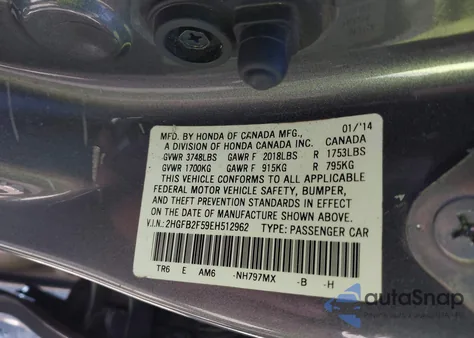 MFD. BY HONDA OF CANADA MFG., 01/'14
A DIVISION OF HONDA CANADA INC. CANADA
GVWR 3748LBS GAWR F 2018LBS R 1753LBS
GVWR 1700KG GAWR F 915KG R 795KG
THIS VEHICLE CONFORMS TO ALL APPLICABLE
FEDERAL MOTOR VEHICLE SAFETY, BUMPER,
AND THEFT PREVENTION STANDARDS IN EFFECT
ON THE DATE OF MANUFACTURE SHOWN ABOVE.
V.I.N.: 2HGFB2F59EH512962 TYPE: PASSENGER CAR
TR6 E AM6 -NH797MX -B -H
autoSnap